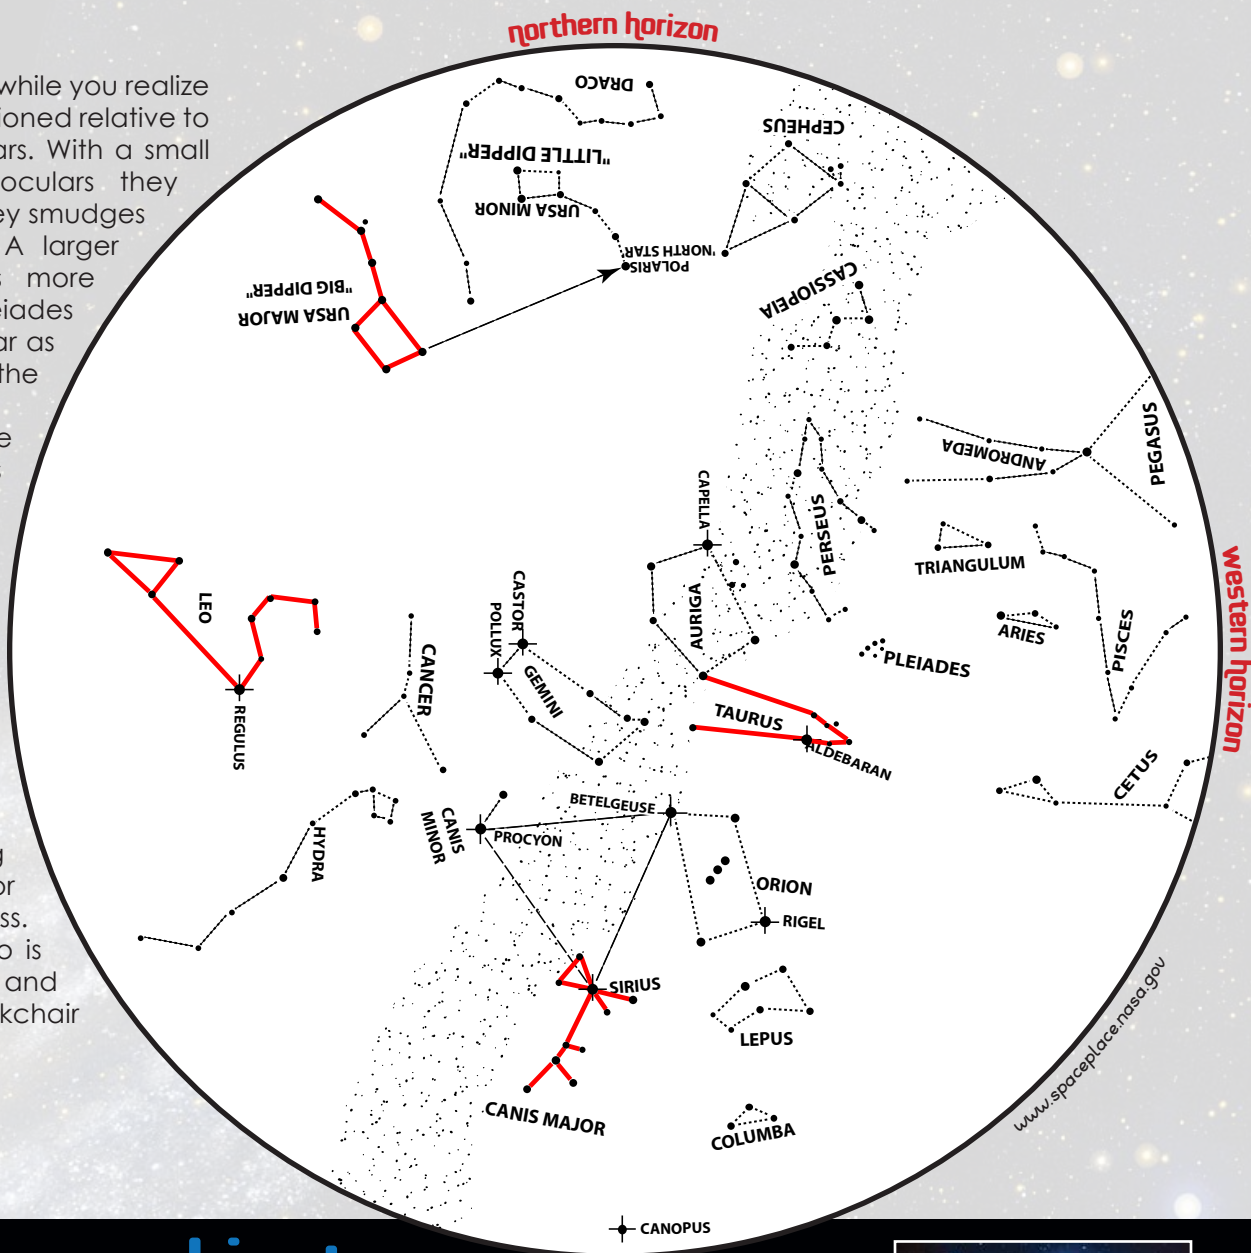 northern horizon
while you realize
ioned relative to
ars. With a small
oculars they
ey smudges
A larger
more
eiades
ar as
the
or
ss.
o is
and
kchair
DRACO
CEPHEUS
"LITTLE DIPPER"
URSA MINOR
'NORTH STAR
POLARIS
CASSIOPEIA
"BIG DIPPER"
URSA MAJOR
ANDROMEDA
PEGASUS
CAPELLA
PERSEUS
TRIANGULUM
western horizon
LEO
CASTOR
POLLUX
AURIGA
ARIES
PISCES
CANCER
GEMINI
PLEIADES
REGULUS
TAURUS
ALDEBARAN
CETUS
BETELGEUSE
CANIS
MINOR
PROCYON
HYDRA
ORION
RIGEL
SIRIUS
LEPUS
www.spaceplace.nasa.gov
CANIS MAJOR
COLUMBA
CANOPUS